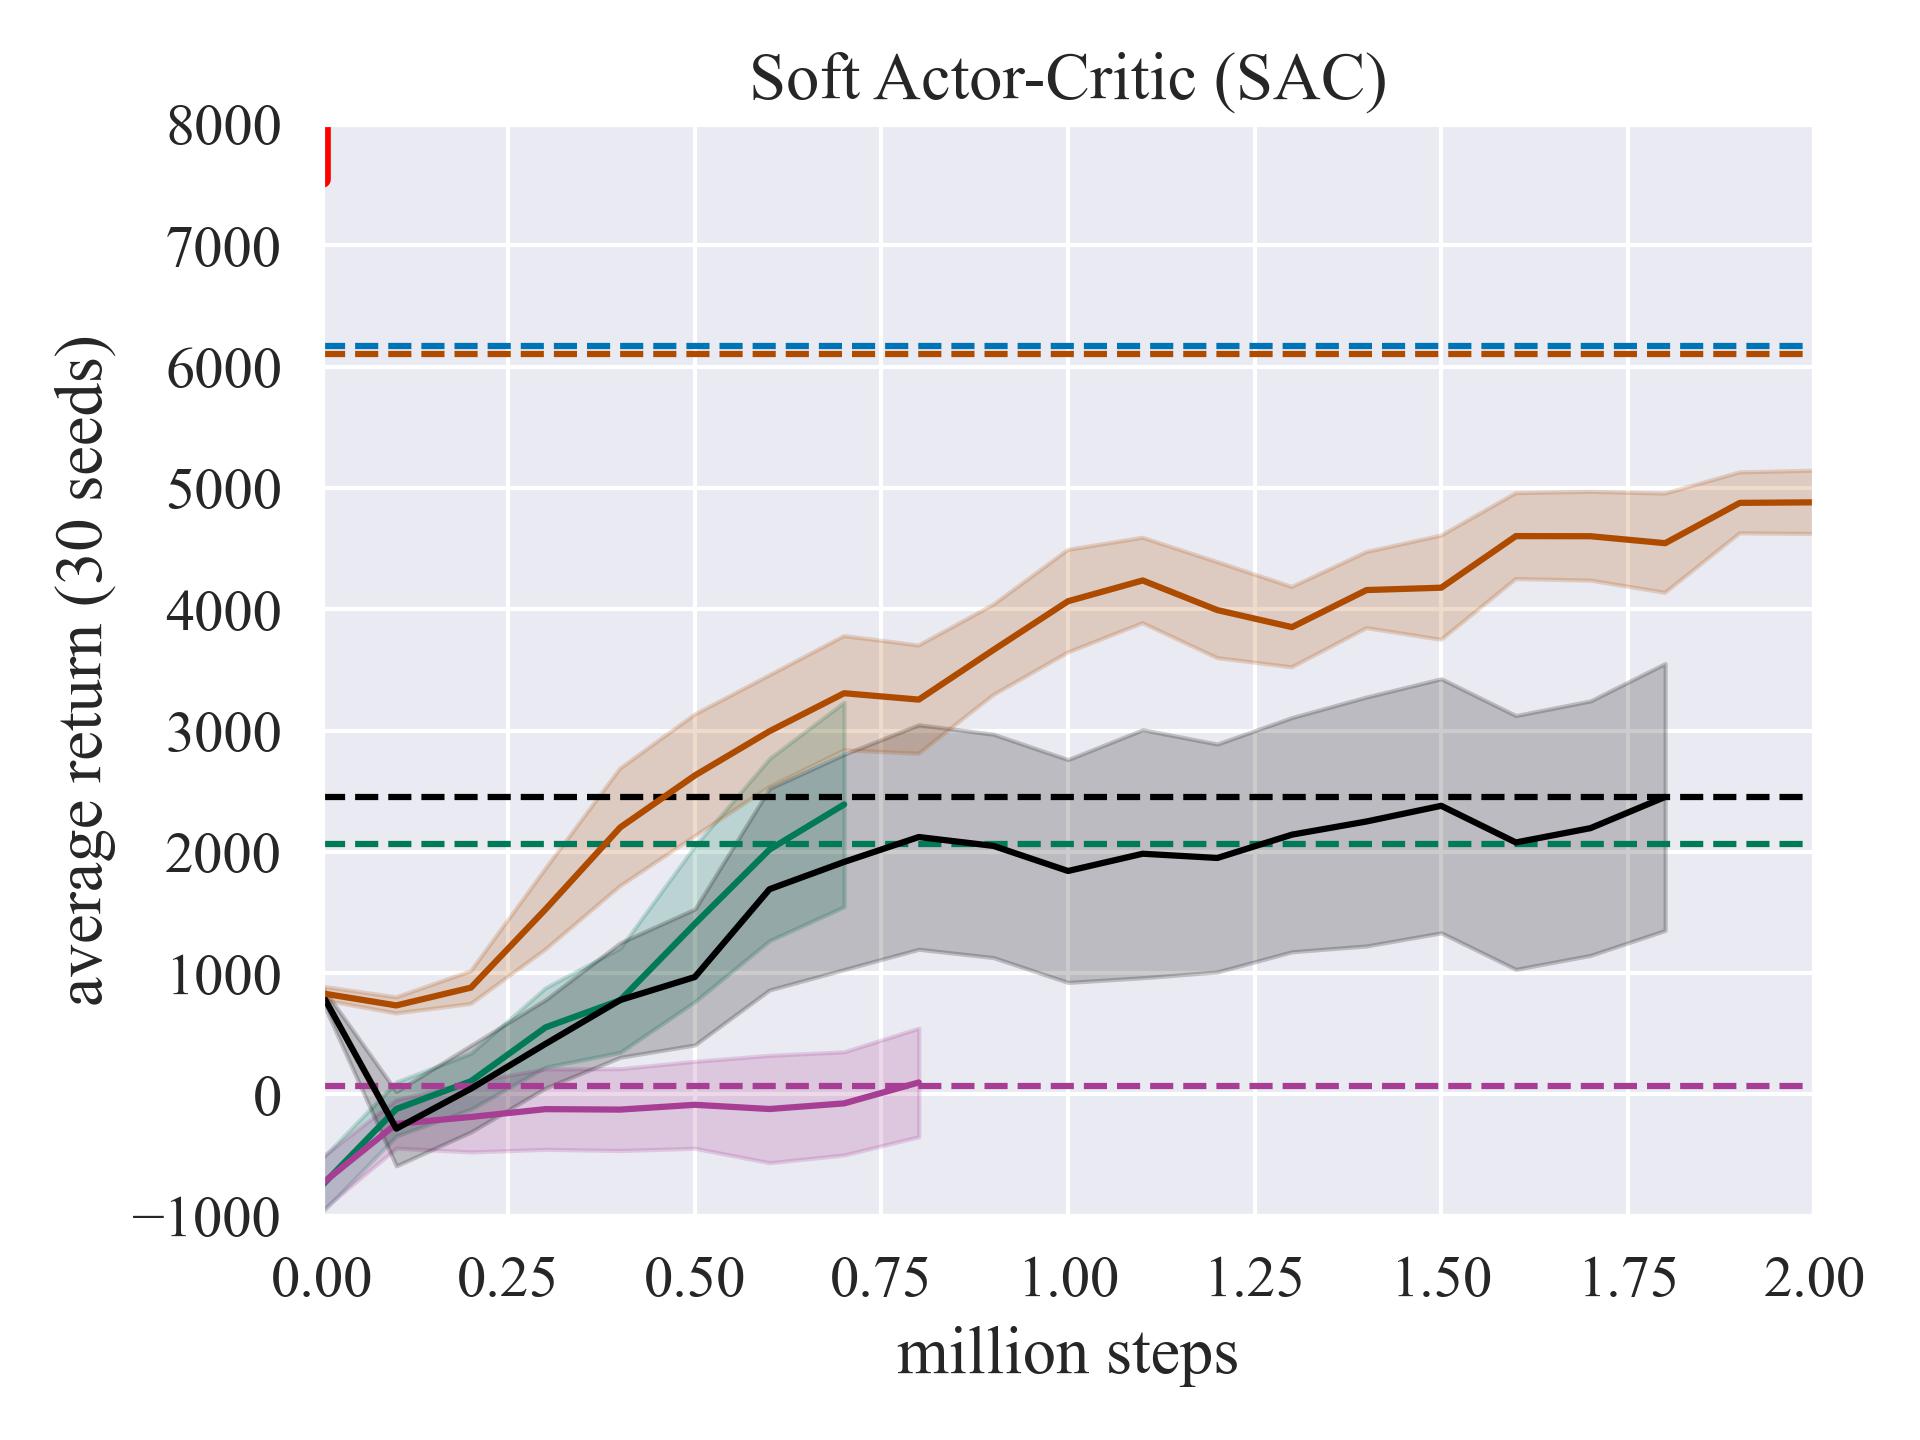 Soft Actor-Critic (SAC)
8000
7000
6000
5000
4000
3000
2000
1000
0
−1000
average return (30 seeds)
0.00 0.25 0.50 0.75 1.00 1.25 1.50 1.75 2.00
million steps